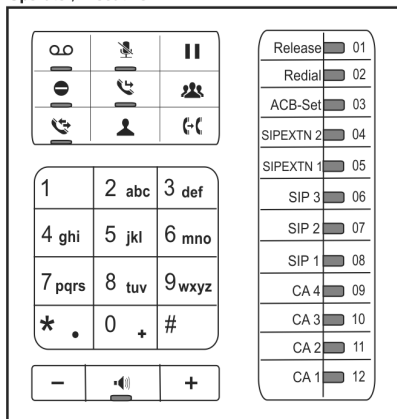 1 2 abc 3 def
4 ghi 5 jkl 6 mno
7 pqrs 8 tuv 9 wxyz
* . 0 + #
- +
Release 01
Redial 02
ACB-Set 03
SIPEXTN 2 04
SIPEXTN 1 05
SIP 3 06
SIP 2 07
SIP 1 08
CA 4 09
CA 3 10
CA 2 11
CA 1 12